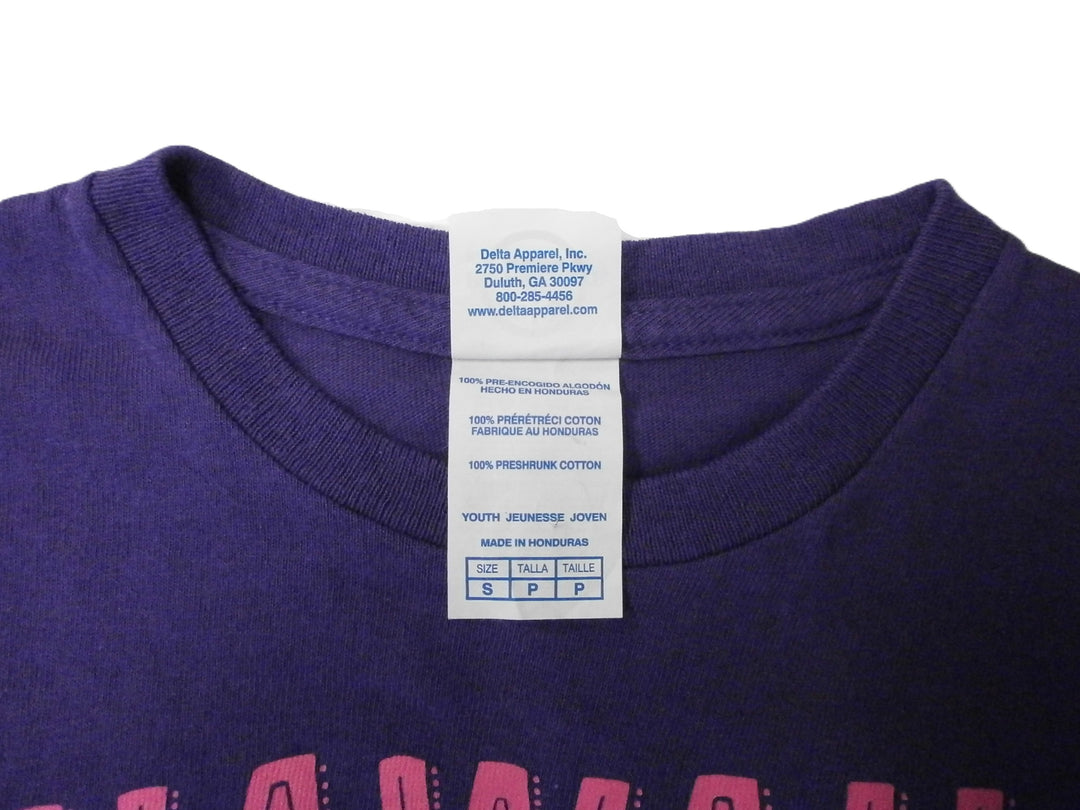 Delta Apparel, Inc.
2750 Premiere Pkwy
Duluth, GA 30097
800-285-4456
www.deltaapparel.com
100% PRE-ENCOGIDO ALGODÓN
HECHO EN HONDURAS
100% PRÉRÉTRÉCI COTON
FABRIQUE AU HONDURAS
100% PRESHRUNK COTTON
YOUTH JEUNESSE JOVEN
MADE IN HONDURAS
SIZE TALLA TAILLE
S P P